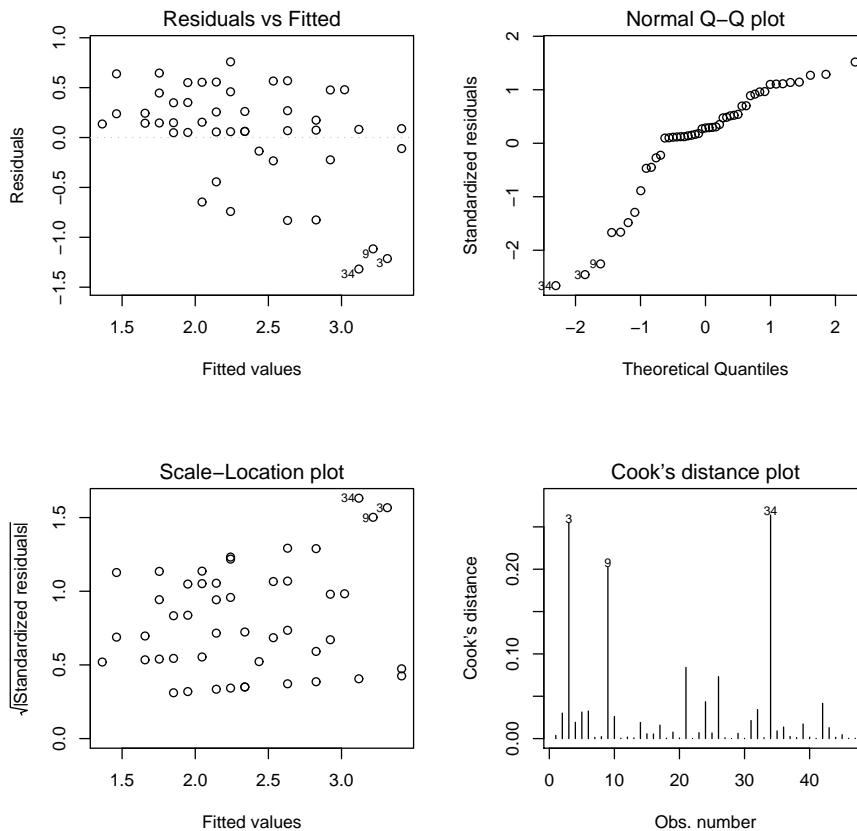 Residuals vs Fitted
Residuals
1.0
0.5
0.0
−0.5
−1.0
−1.5
9
3
34
1.5 2.0 2.5 3.0
Fitted values
Normal Q−Q plot
Standardized residuals
2
1
0
−1
−2
9
3
34
−2 −1 0 1 2
Theoretical Quantiles
Scale−Location plot
√|Standardized residuals|
1.5
1.0
0.5
0.0
34
3
9
1.5 2.0 2.5 3.0
Fitted values
Cook's distance plot
Cook's distance
0.20
0.10
0.00
3
34
9
0 10 20 30 40
Obs. number